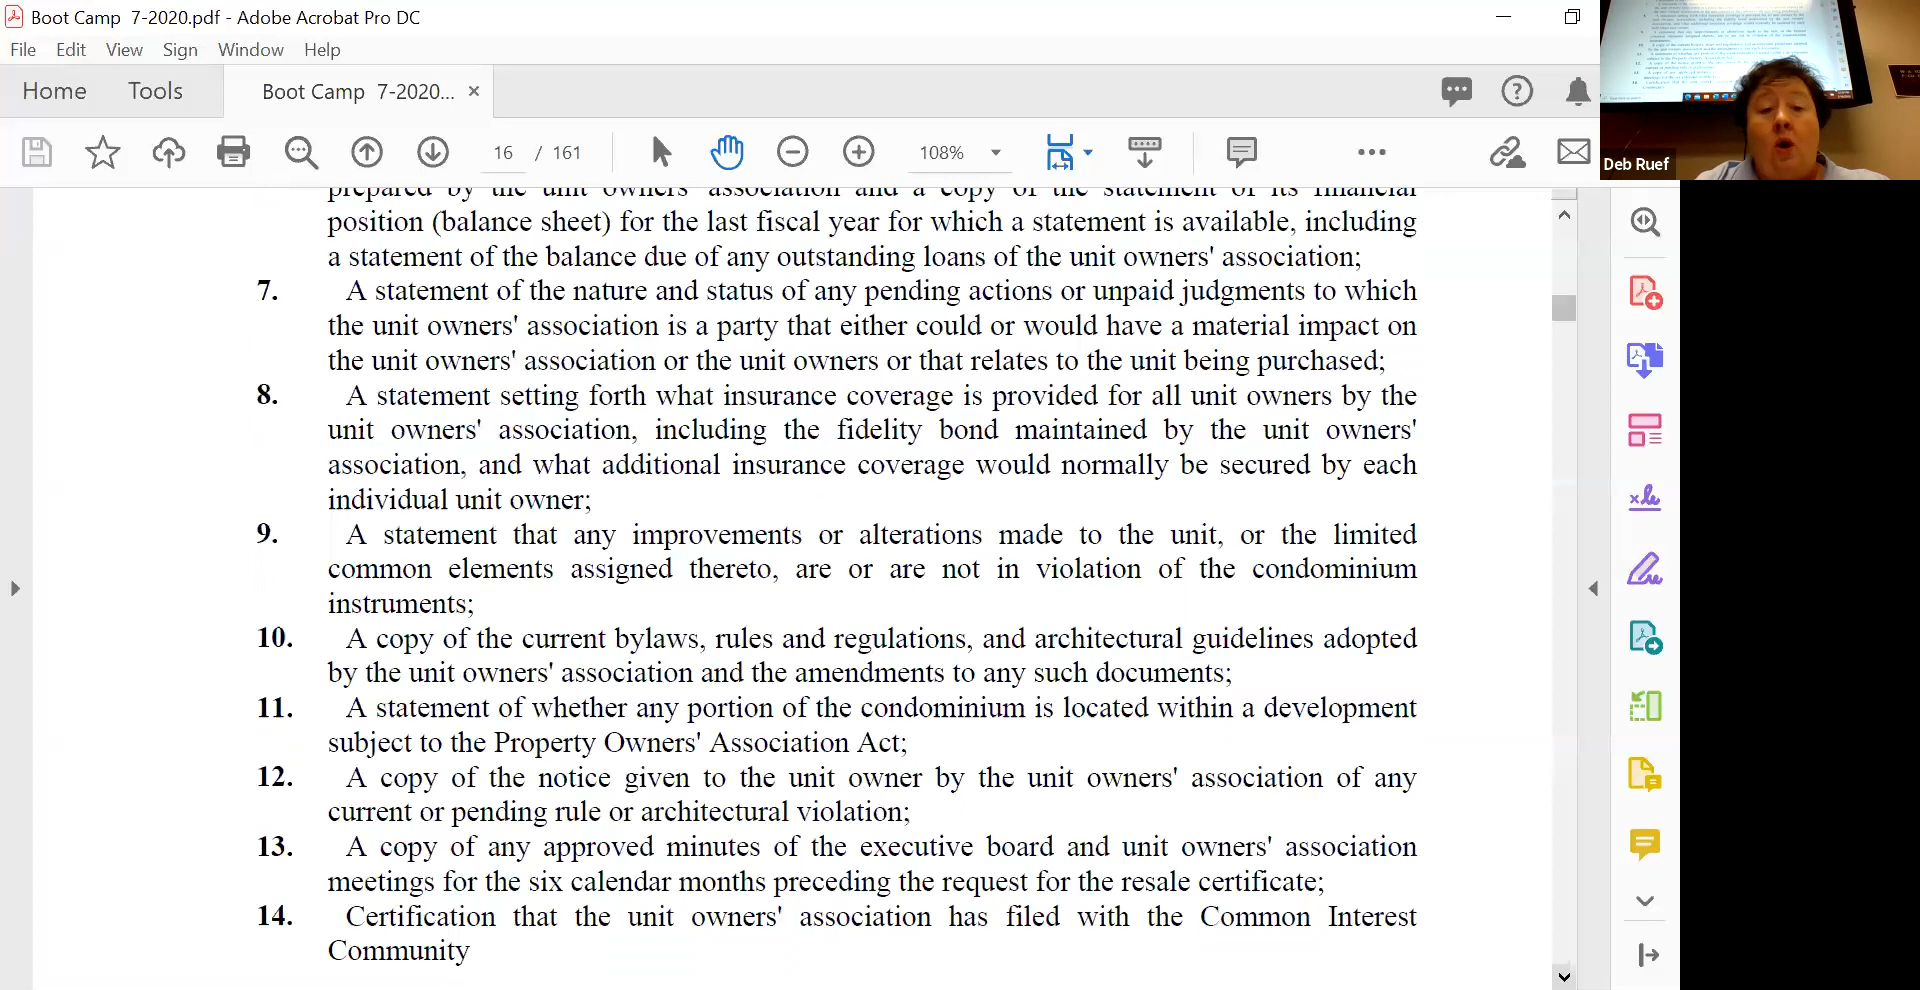 Boot Camp 7-2020.pdf - Adobe Acrobat Pro DC
File Edit View Sign Window Help
Home Tools Boot Camp 7-2020... ×
16 / 161 108%
Deb Ruef
prepared by the unit owners' association and a copy of the statement of its financial
position (balance sheet) for the last fiscal year for which a statement is available, including
a statement of the balance due of any outstanding loans of the unit owners' association;
7. A statement of the nature and status of any pending actions or unpaid judgments to which
the unit owners' association is a party that either could or would have a material impact on
the unit owners' association or the unit owners or that relates to the unit being purchased;
8. A statement setting forth what insurance coverage is provided for all unit owners by the
unit owners' association, including the fidelity bond maintained by the unit owners'
association, and what additional insurance coverage would normally be secured by each
individual unit owner;
9. A statement that any improvements or alterations made to the unit, or the limited
common elements assigned thereto, are or are not in violation of the condominium
instruments;
10. A copy of the current bylaws, rules and regulations, and architectural guidelines adopted
by the unit owners' association and the amendments to any such documents;
11. A statement of whether any portion of the condominium is located within a development
subject to the Property Owners' Association Act;
12. A copy of the notice given to the unit owner by the unit owners' association of any
current or pending rule or architectural violation;
13. A copy of any approved minutes of the executive board and unit owners' association
meetings for the six calendar months preceding the request for the resale certificate;
14. Certification that the unit owners' association has filed with the Common Interest
Community